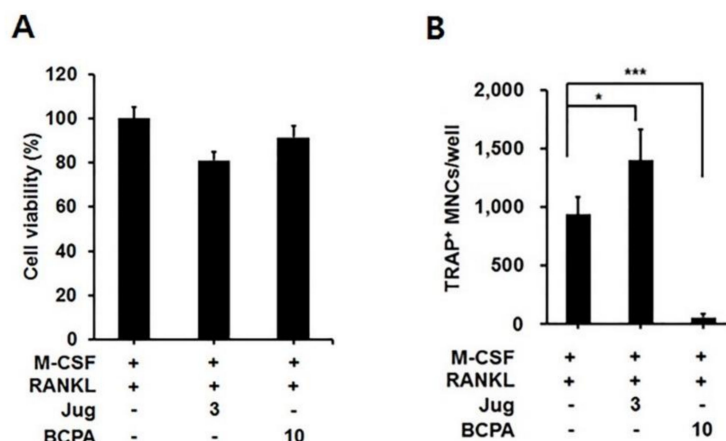 A
Cell viability (%)
120
100
80
60
40
20
0
M-CSF + + +
RANKL + + +
Jug - 3 -
BCPA - - 10
B
TRAP+ MNCs/well
2,000
1,500
1,000
500
0
***
*
M-CSF + + +
RANKL + + +
Jug - 3 -
BCPA - - 10